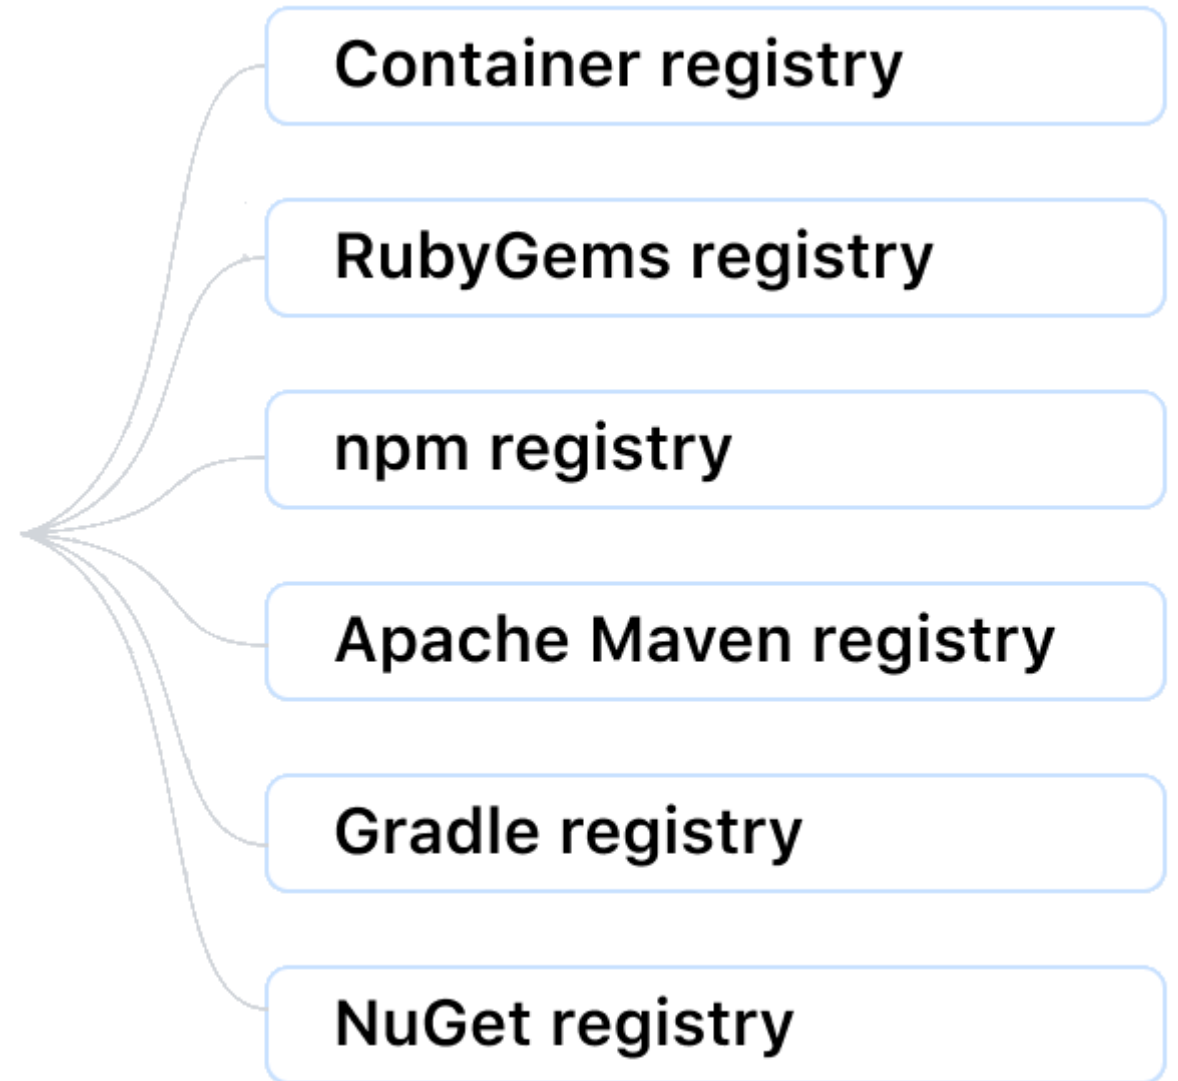 Container registry
RubyGems registry
npm registry
Apache Maven registry
Gradle registry
NuGet registry